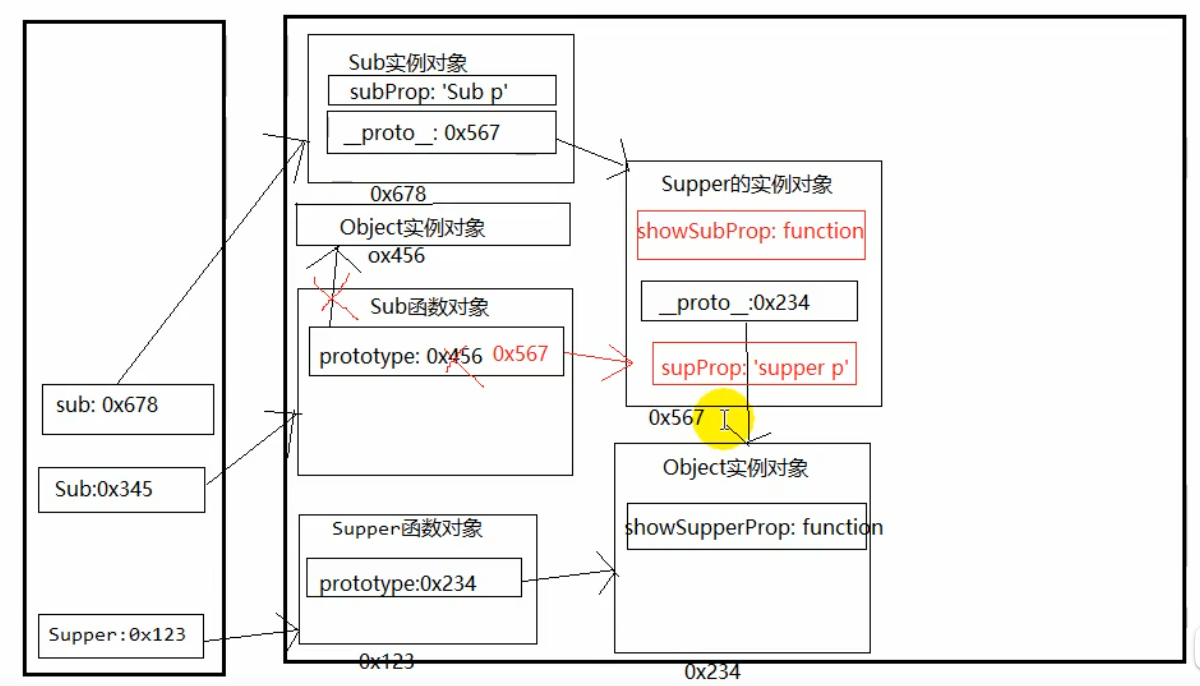 Sub实例对象
subProp: 'Sub p'
__proto__: 0x567
0x678
Object实例对象
ox456
Sub函数对象
prototype: 0x456 0x567
Supper的实例对象
showSubProp: function
__proto__:0x234
supProp: 'supper p'
0x567
sub: 0x678
Sub:0x345
Object实例对象
showSupperProp: function
0x234
Supper函数对象
prototype:0x234
0x123
Supper:0x123